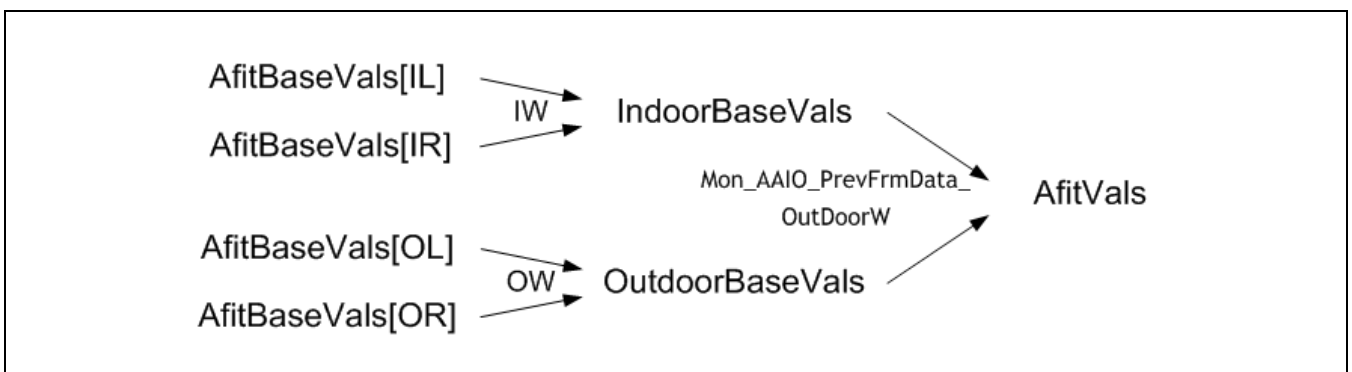 AfitBaseVals[IL]
IW
AfitBaseVals[IR]
IndoorBaseVals
Mon_AAIO_PrevFrmData_
OutDoorW
AfitVals
AfitBaseVals[OL]
OW
AfitBaseVals[OR]
OutdoorBaseVals